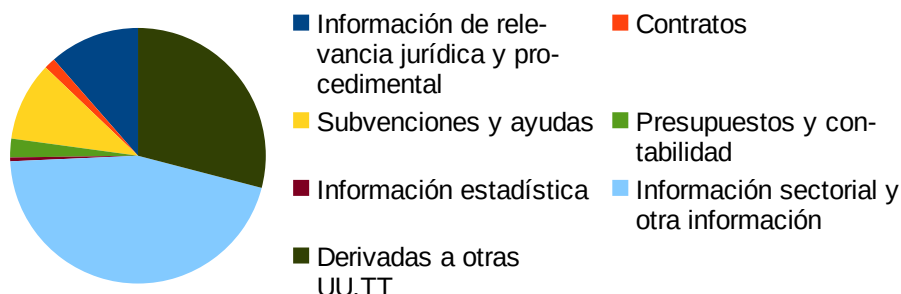 Información de rele-
vancia jurídica y pro-
cedimental
Contratos
Subvenciones y ayudas
Presupuestos y con-
tabilidad
Información estadística
Información sectorial y
otra información
Derivadas a otras
UU.TT